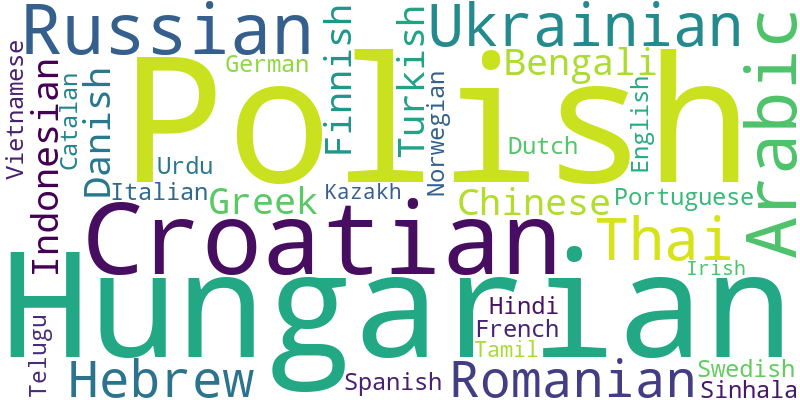 Russian
Ukrainian
Arabic
Vietnamese
Indonesian
Catalan
Danish
German
Finnish
Turkish
Norwegian
Bengali
English
Dutch
Polish
Urdu
Italian
Greek
Kazakh
Chinese
Portuguese
Croatian
Thai
Irish
Hungarian
Hindi
French
Tamil
Telugu
Hebrew
Spanish
Romanian
Swedish
Sinhala